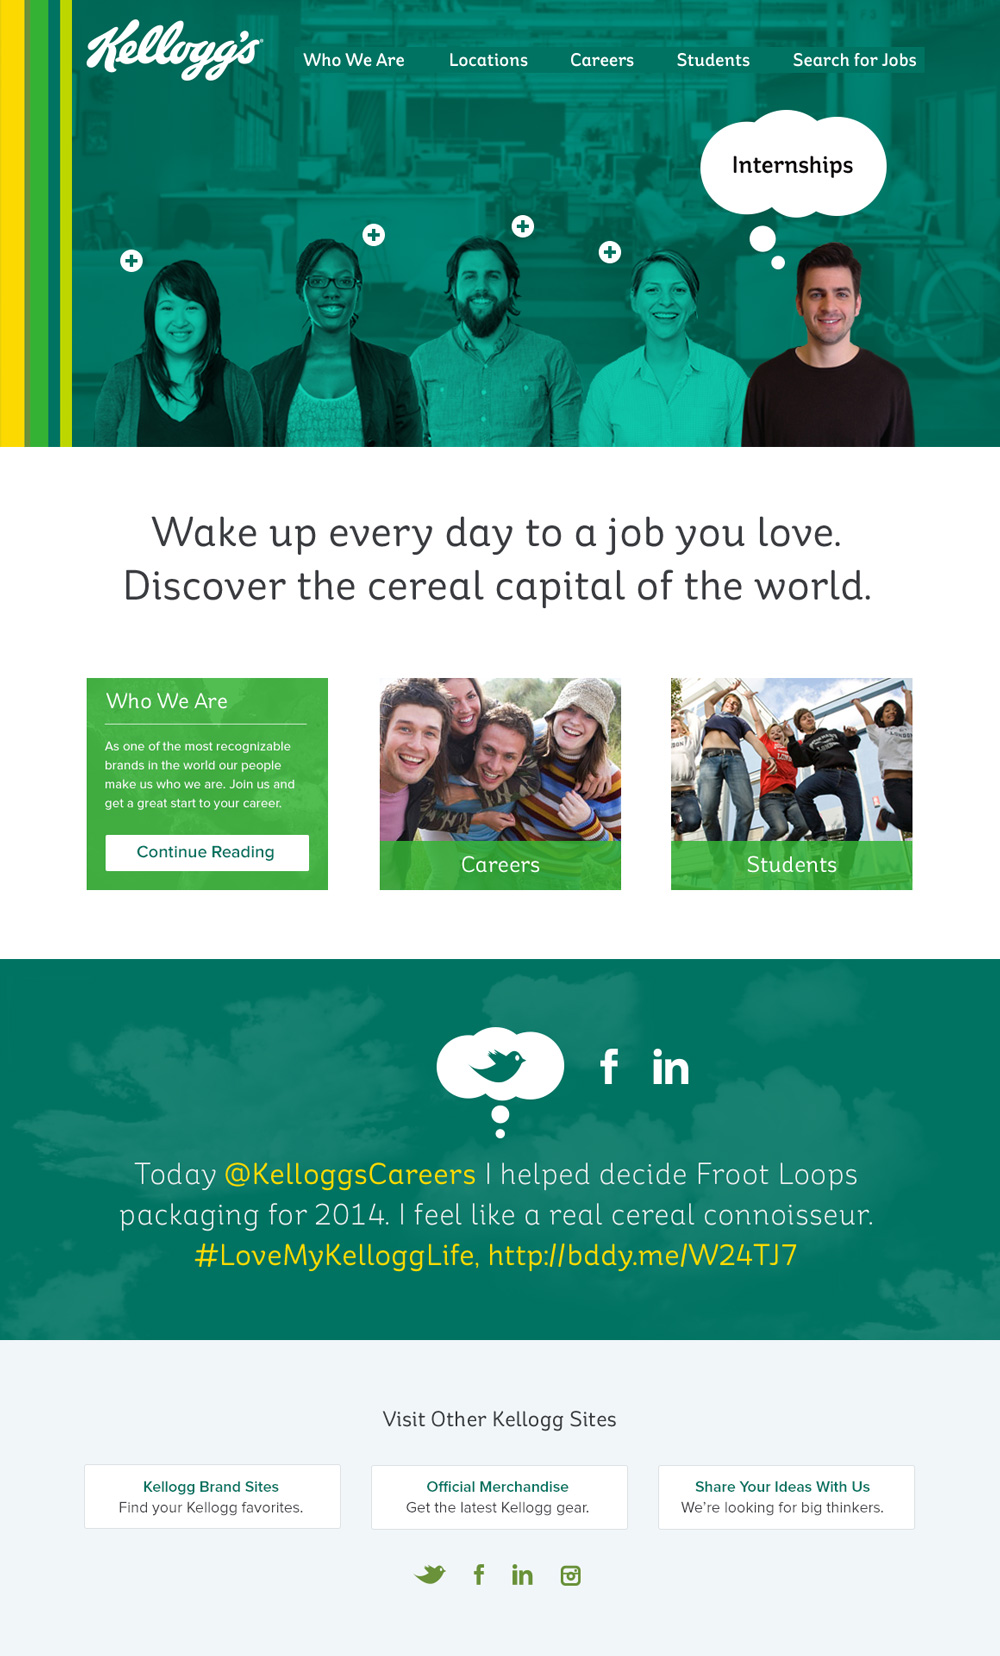 Kellogg's
Who We Are Locations Careers Students Search for Jobs
Internships
Wake up every day to a job you love.
Discover the cereal capital of the world.
Who We Are
As one of the most recognizable
brands in the world our people
make us who we are. Join us and
get a great start to your career.
Continue Reading
Careers
Students
Today @KelloggsCareers I helped decide Froot Loops
packaging for 2014. I feel like a real cereal connoisseur.
#LoveMyKelloggLife, http://bddy.me/W24TJ7
Visit Other Kellogg Sites
Kellogg Brand Sites
Find your Kellogg favorites.
Official Merchandise
Get the latest Kellogg gear.
Share Your Ideas With Us
We're looking for big thinkers.